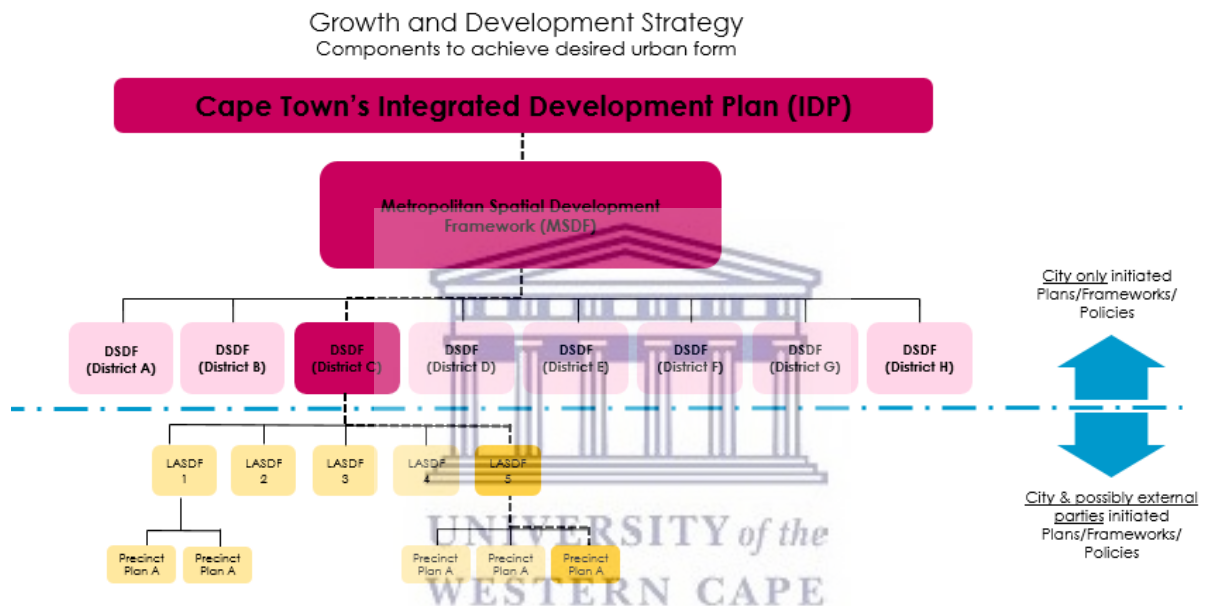 Growth and Development Strategy
Components to achieve desired urban form
Cape Town's Integrated Development Plan (IDP)
Metropolitan Spatial Development
Framework (MSDF)
City only initiated
Plans/Frameworks/
Policies
DSDF
(District A)
DSDF
(District B)
DSDF
(District C)
DSDF
(District D)
DSDF
(District E)
DSDF
(District F)
DSDF
(District G)
DSDF
(District H)
LASDF
1
LASDF
2
LASDF
3
LASDF
4
LASDF
5
City & possibly external
parties initiated
Plans/Frameworks/
Policies
Precinct
Plan A
Precinct
Plan A
Precinct
Plan A
Precinct
Plan A
Precinct
Plan A
UNIVERSITY of the
WESTERN CAPE